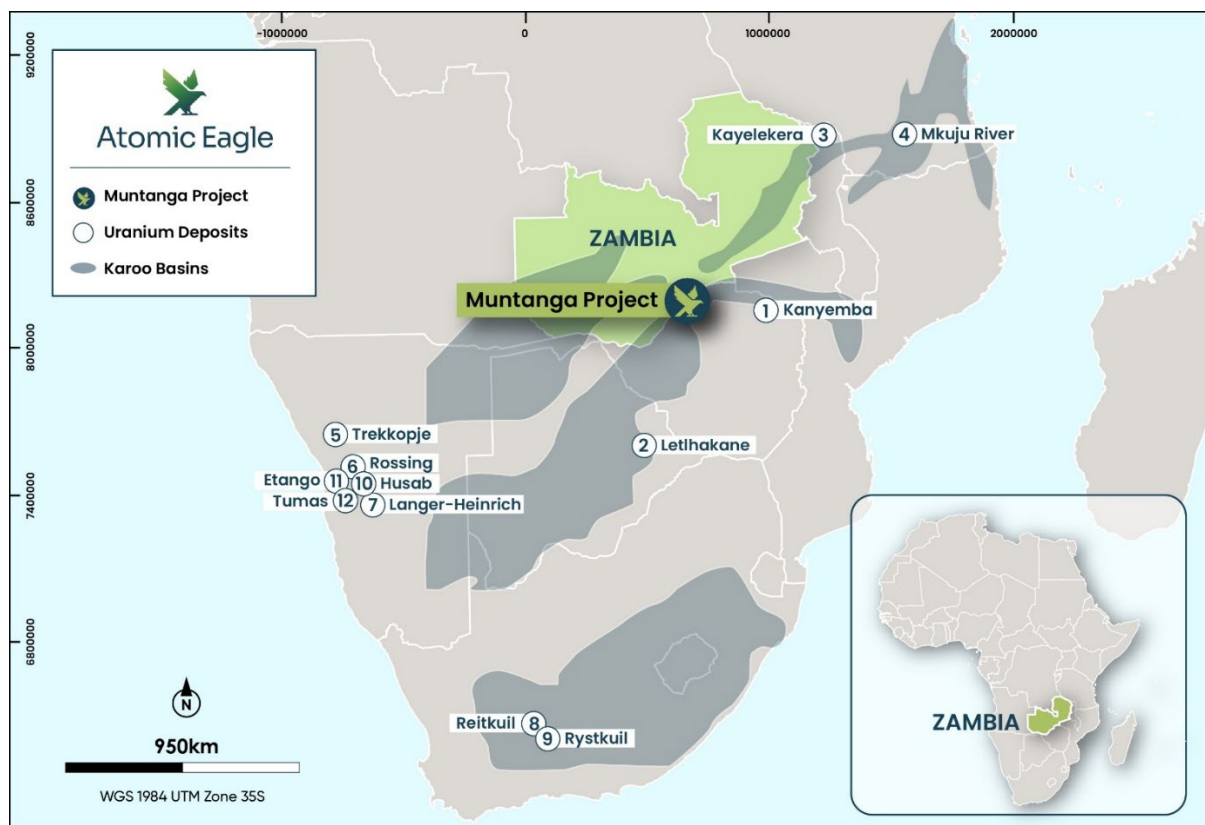 -1000000
0
1000000
2000000
9200000
8600000
8000000
7400000
6800000
Atomic Eagle
Muntanga Project
Uranium Deposits
Karoo Basins
Kayelekera 3
4 Mkuju River
ZAMBIA
Muntanga Project
1 Kanyemba
5 Trekkopje
2 Letlhakane
6 Rossing
Etango 11
10 Husab
Tumas 12
7 Langer-Heinrich
Reitkuil 8
9 Rystkuil
N
950km
WGS 1984 UTM Zone 35S
ZAMBIA